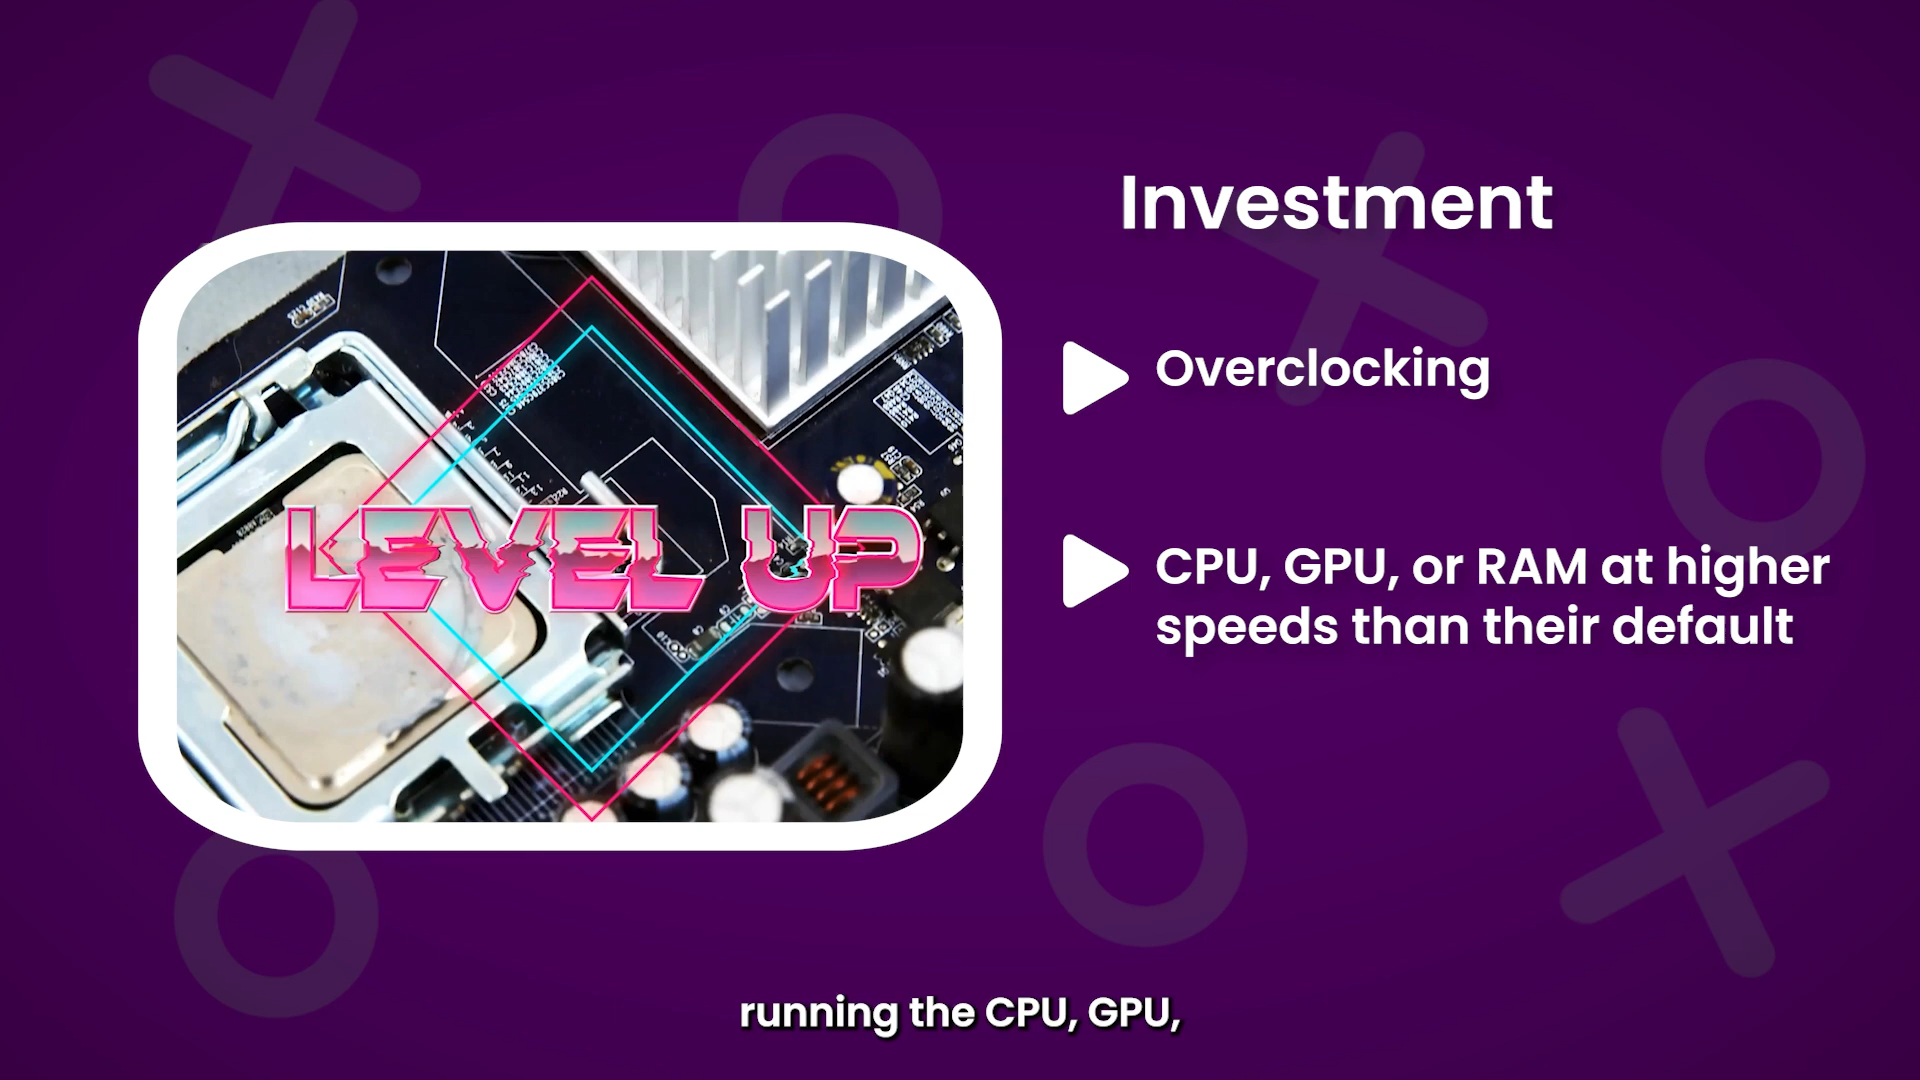 Investment
Overclocking
CPU, GPU, or RAM at higher
speeds than their default
LEVEL UP
running the CPU, GPU,